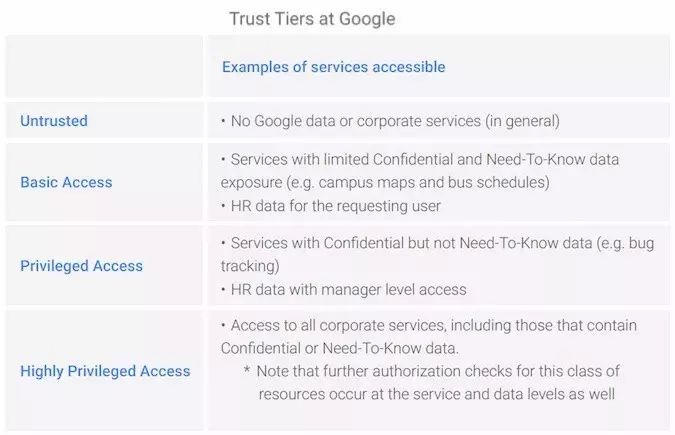 Trust Tiers at Google
Examples of services accessible
Untrusted
• No Google data or corporate services (in general)
Basic Access
• Services with limited Confidential and Need-To-Know data
exposure (e.g. campus maps and bus schedules)
• HR data for the requesting user
Privileged Access
• Services with Confidential but not Need-To-Know data (e.g. bug
tracking)
• HR data with manager level access
Highly Privileged Access
• Access to all corporate services, including those that contain
Confidential or Need-To-Know data.
* Note that further authorization checks for this class of
resources occur at the service and data levels as well